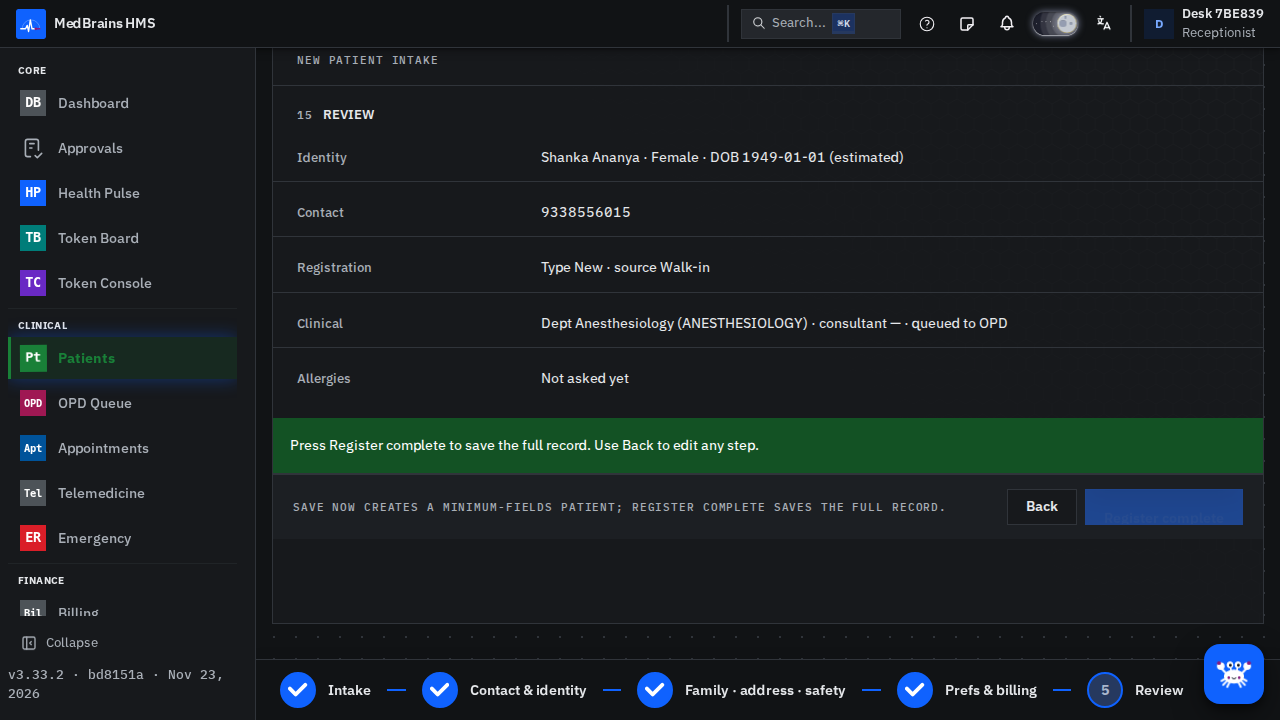 MedBrains HMS
Search... ⌘K
D
Desk 7BE839
Receptionist
CORE
DB Dashboard
Approvals
HP Health Pulse
TB Token Board
TC Token Console
CLINICAL
Pt Patients
OPD OPD Queue
Apt Appointments
Tel Telemedicine
ER Emergency
FINANCE
Bil Billing
Collapse
v3.33.2 · bd8151a · Nov 23, 2026
NEW PATIENT INTAKE
15 REVIEW
Identity Shanka Ananya · Female · DOB 1949-01-01 (estimated)
Contact 9338556015
Registration Type New · source Walk-in
Clinical Dept Anesthesiology (ANESTHESIOLOGY) · consultant — · queued to OPD
Allergies Not asked yet
Press Register complete to save the full record. Use Back to edit any step.
SAVE NOW CREATES A MINIMUM-FIELDS PATIENT; REGISTER COMPLETE SAVES THE FULL RECORD.
Back
Register complete
Intake
Contact & identity
Family · address · safety
Prefs & billing
5 Review